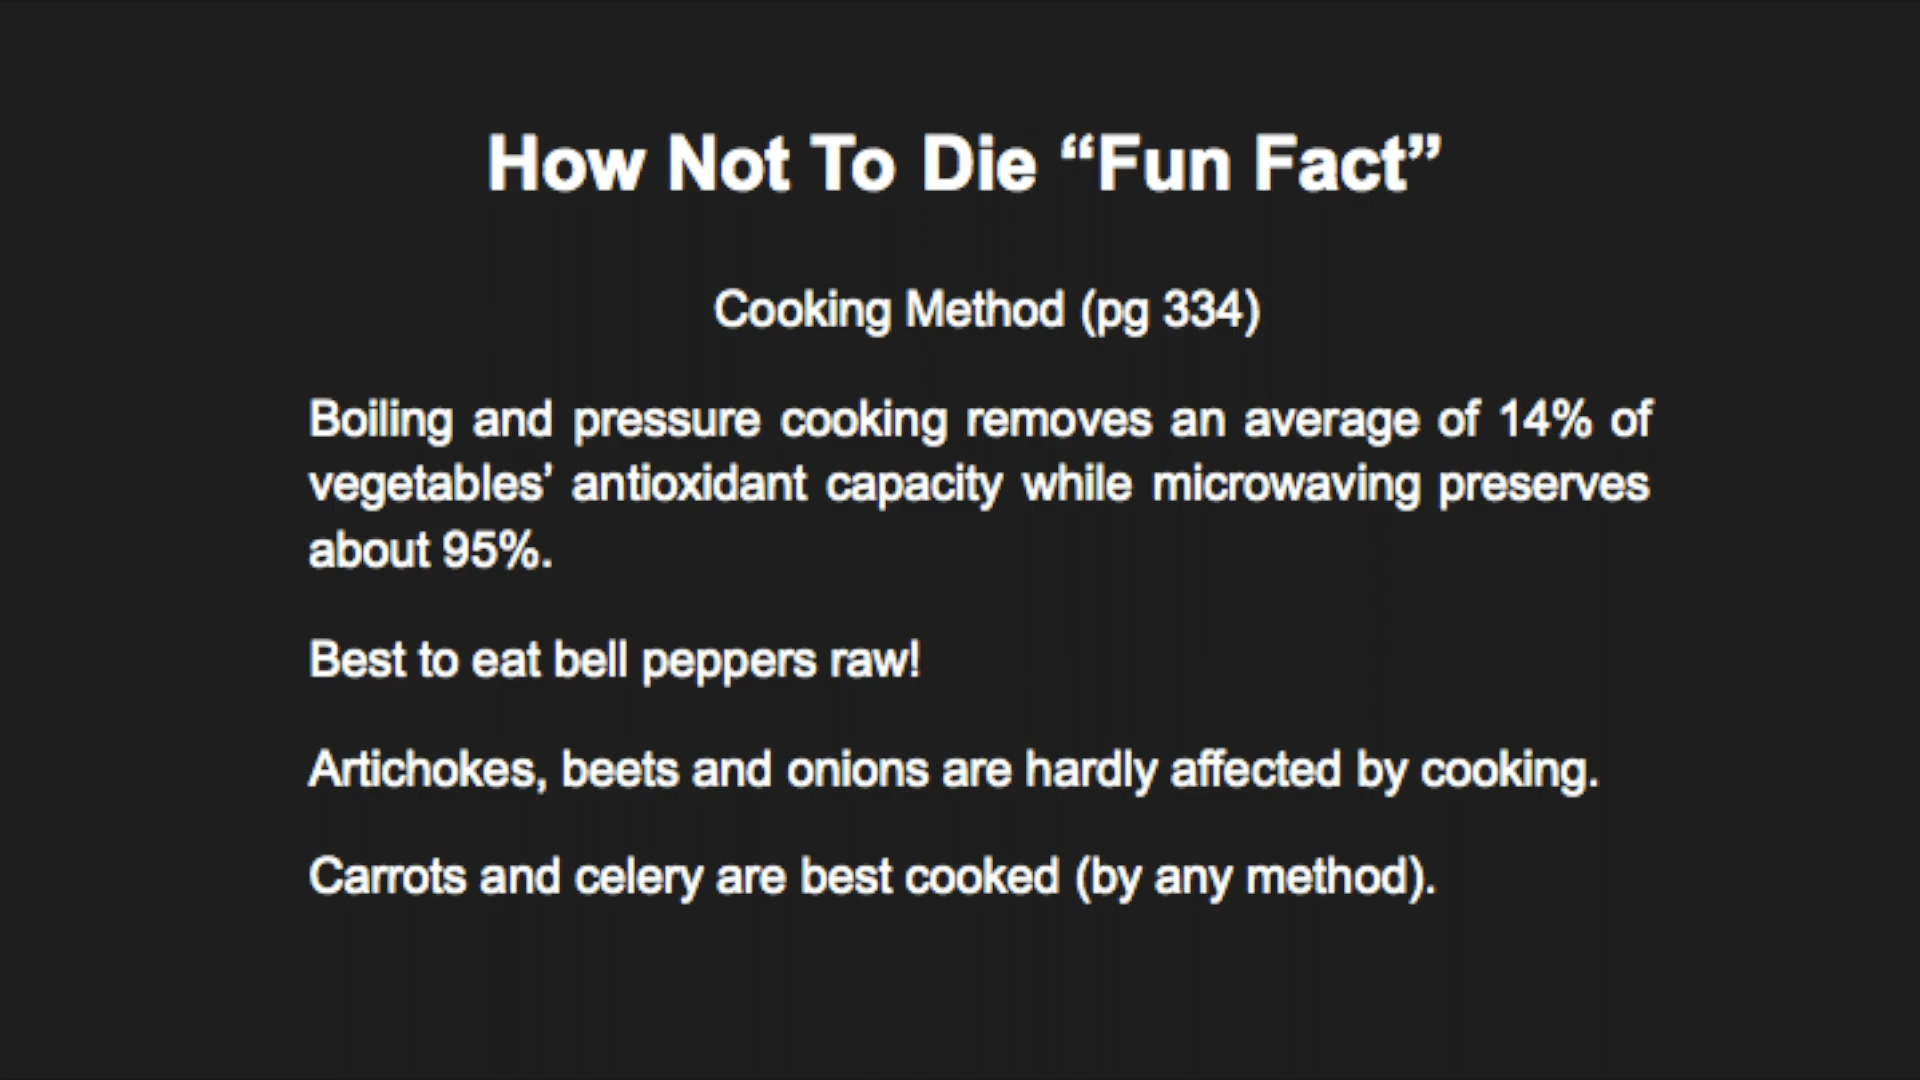 How Not To Die “Fun Fact”
Cooking Method (pg 334)
Boiling and pressure cooking removes an average of 14% of
vegetables’ antioxidant capacity while microwaving preserves
about 95%.
Best to eat bell peppers raw!
Artichokes, beets and onions are hardly affected by cooking.
Carrots and celery are best cooked (by any method).